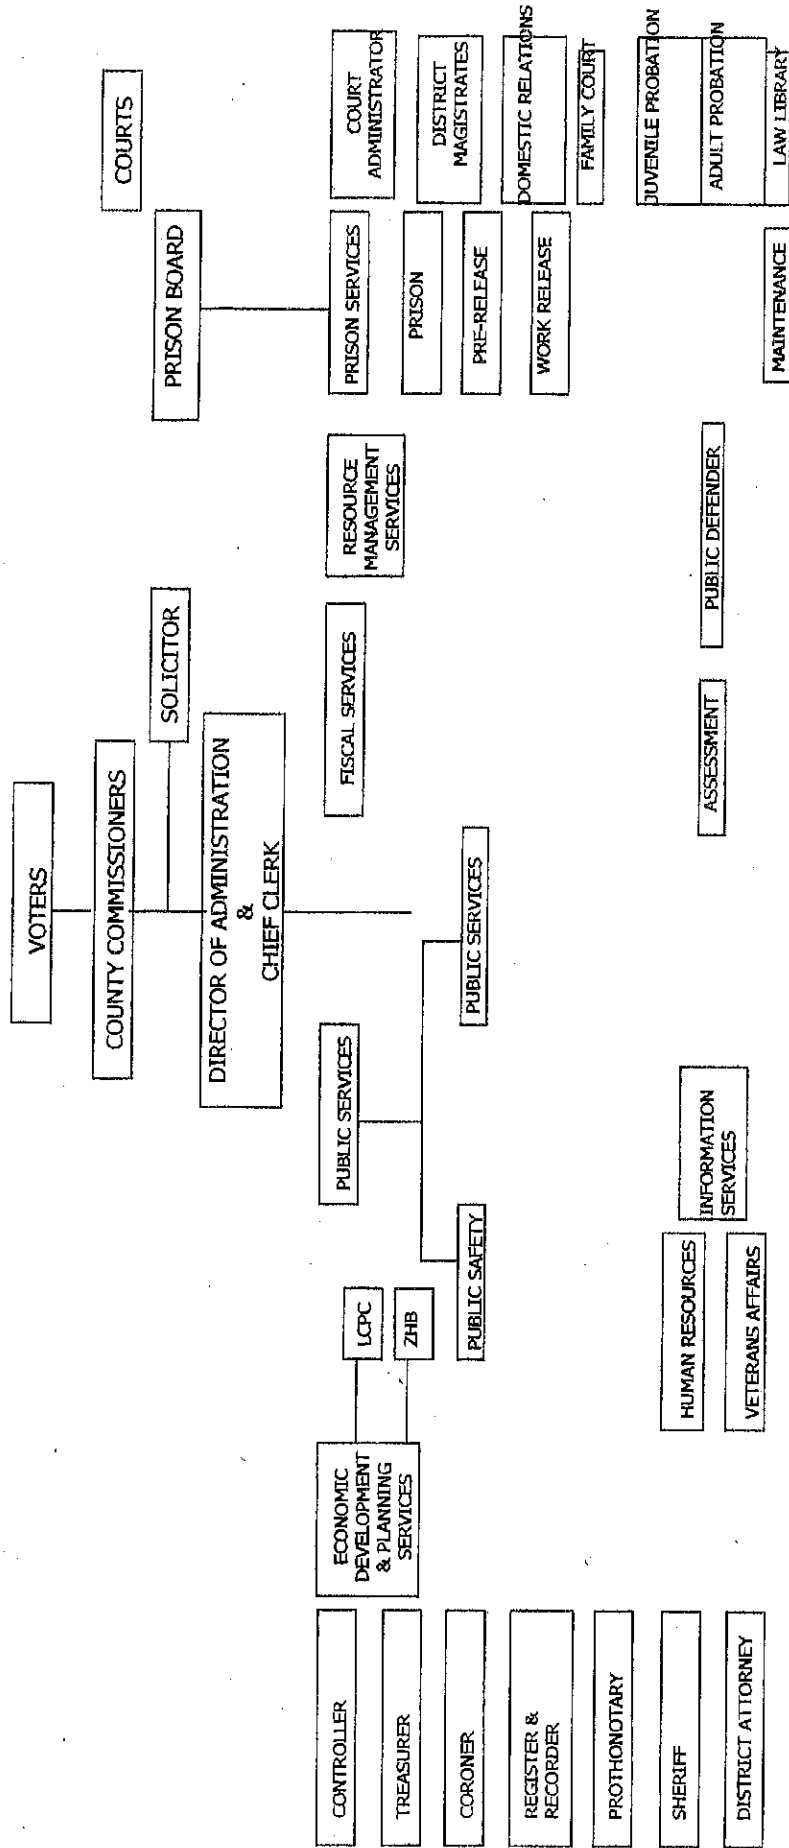 VOTERS
COUNTY COMMISSIONERS
COURTS
SOLICITOR
PRISON BOARD
DIRECTOR OF ADMINISTRATION
&
CHIEF CLERK
CONTROLLER
TREASURER
CORONER
REGISTER &
RECORDER
PROTHONOTARY
SHERIFF
DISTRICT ATTORNEY
ECONOMIC
DEVELOPMENT
& PLANNING
SERVICES
LCPC
ZHB
PUBLIC SERVICES
PUBLIC SAFETY
PUBLIC SERVICES
FISCAL SERVICES
RESOURCE
MANAGEMENT
SERVICES
PRISON SERVICES
PRISON
PRE-RELEASE
WORK RELEASE
COURT
ADMINISTRATOR
DISTRICT
MAGISTRATES
DOMESTIC RELATIONS
FAMILY COURT
JUVENILE PROBATION
ADULT PROBATION
LAW LIBRARY
HUMAN RESOURCES
VETERANS AFFAIRS
INFORMATION
SERVICES
ASSESSMENT
PUBLIC DEFENDER
MAINTENANCE